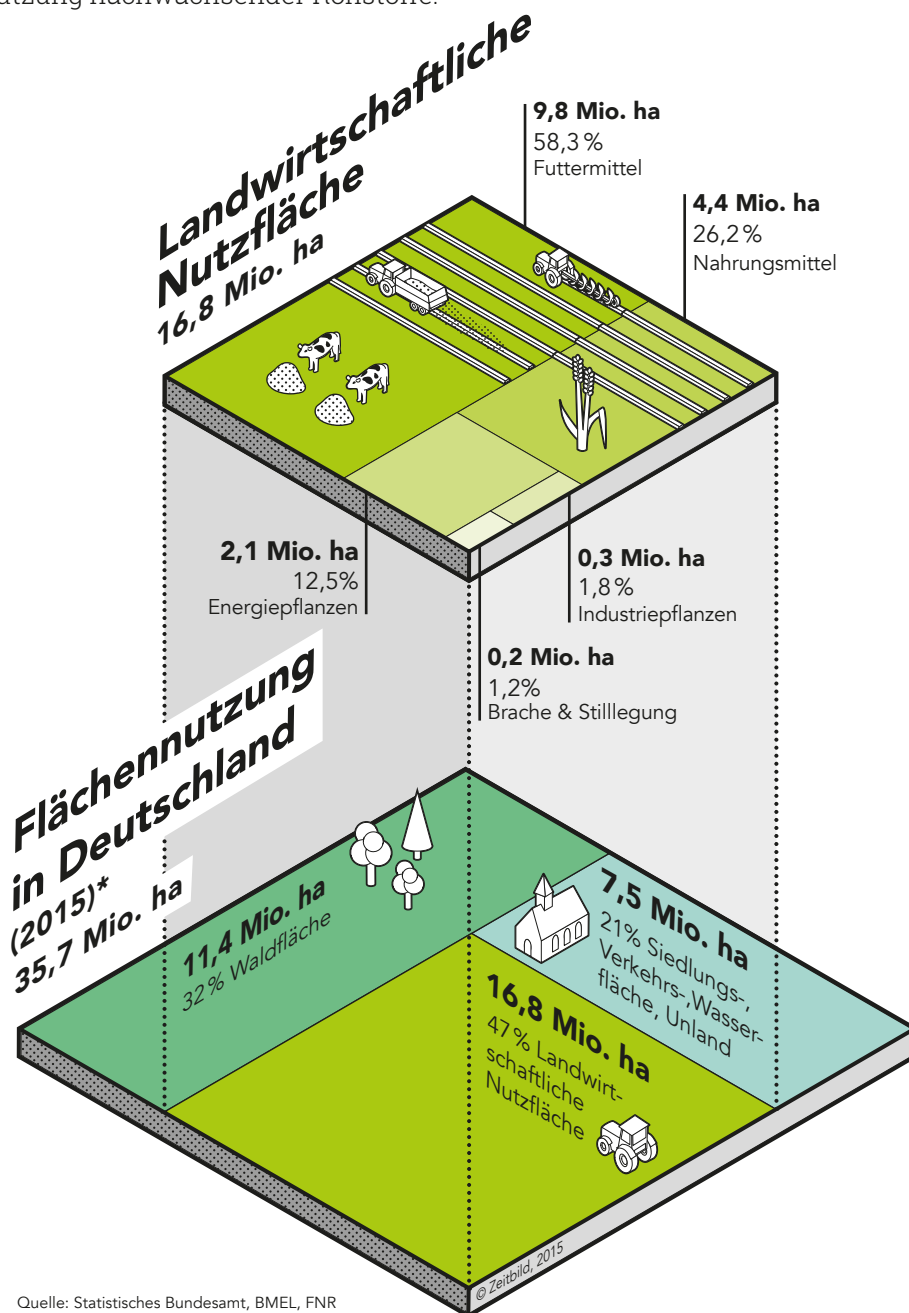 Landwirtschaftliche
Nutzfläche
16,8 Mio. ha
9,8 Mio. ha
58,3 %
Futtermittel
4,4 Mio. ha
26,2 %
Nahrungsmittel
2,1 Mio. ha
12,5%
Energiepflanzen
0,3 Mio. ha
1,8 %
Industriepflanzen
0,2 Mio. ha
1,2%
Brache & Stilllegung
Flächennutzung
in Deutschland
(2015)*
35,7 Mio. ha
11,4 Mio. ha
32 % Waldfläche
7,5 Mio. ha
21% Siedlungs-,
Verkehrs-,Wasser-
fläche, Unland
16,8 Mio. ha
47 % Landwirt-
schaftliche
Nutzfläche
© Zeitbild, 2015
Quelle: Statistisches Bundesamt, BMEL, FNR